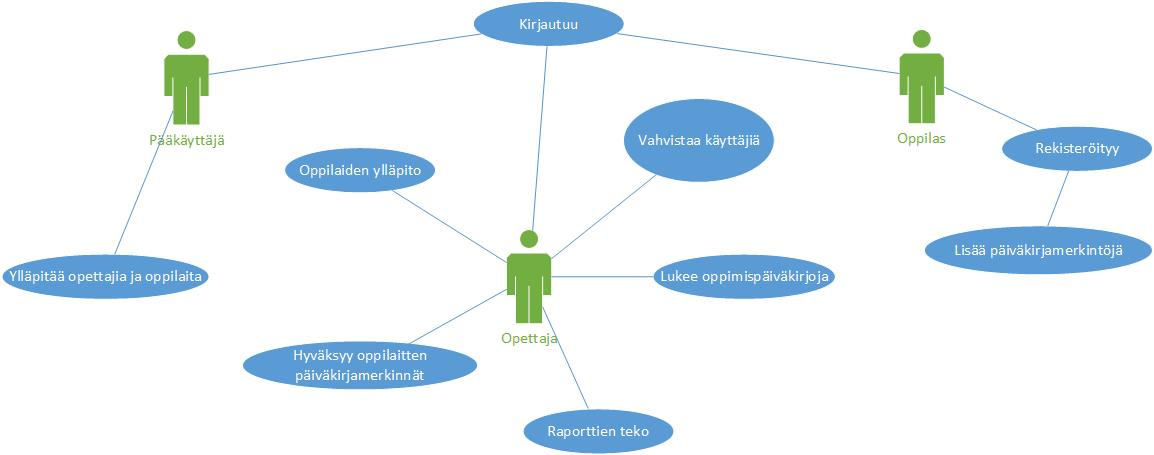 Kirjautuu
Pääkäyttäjä
Oppilas
Vahvistaa käyttäjiä
Rekisteröityy
Oppilaiden ylläpito
Lisää päiväkirjamerkintöjä
Ylläpitää opettajia ja oppilaita
Lukee oppimispäiväkirjoja
Opettaja
Hyväksyy oppilaitten
päiväkirjamerkinnät
Raporttien teko